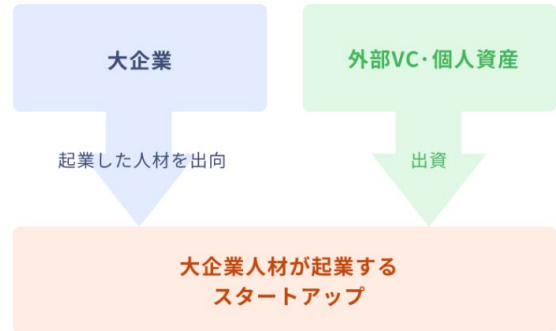 大企業
外部VC・個人資産
起業した人材を出向
出資
大企業人材が起業する
スタートアップ